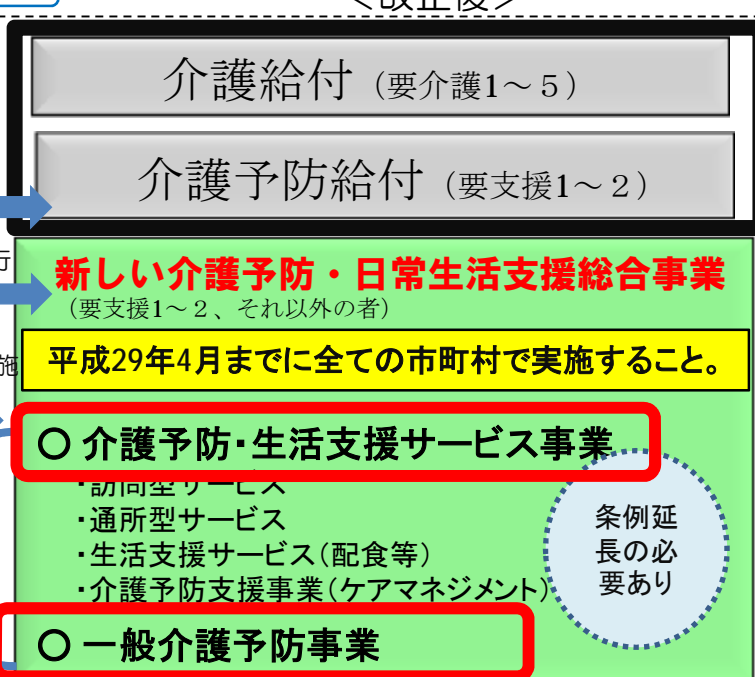 ＜改正後＞
介護給付（要介護1～５）
介護予防給付（要支援1～２）
行
新しい介護予防・日常生活支援総合事業
（要支援1～２、それ以外の者）
施
平成29年4月までに全ての市町村で実施すること。
○ 介護予防・生活支援サービス事業
・訪問型サービス
・通所型サービス
・生活支援サービス（配食等）
・介護予防支援事業（ケアマネジメント）
条例延
長の必
要あり
○ 一般介護予防事業